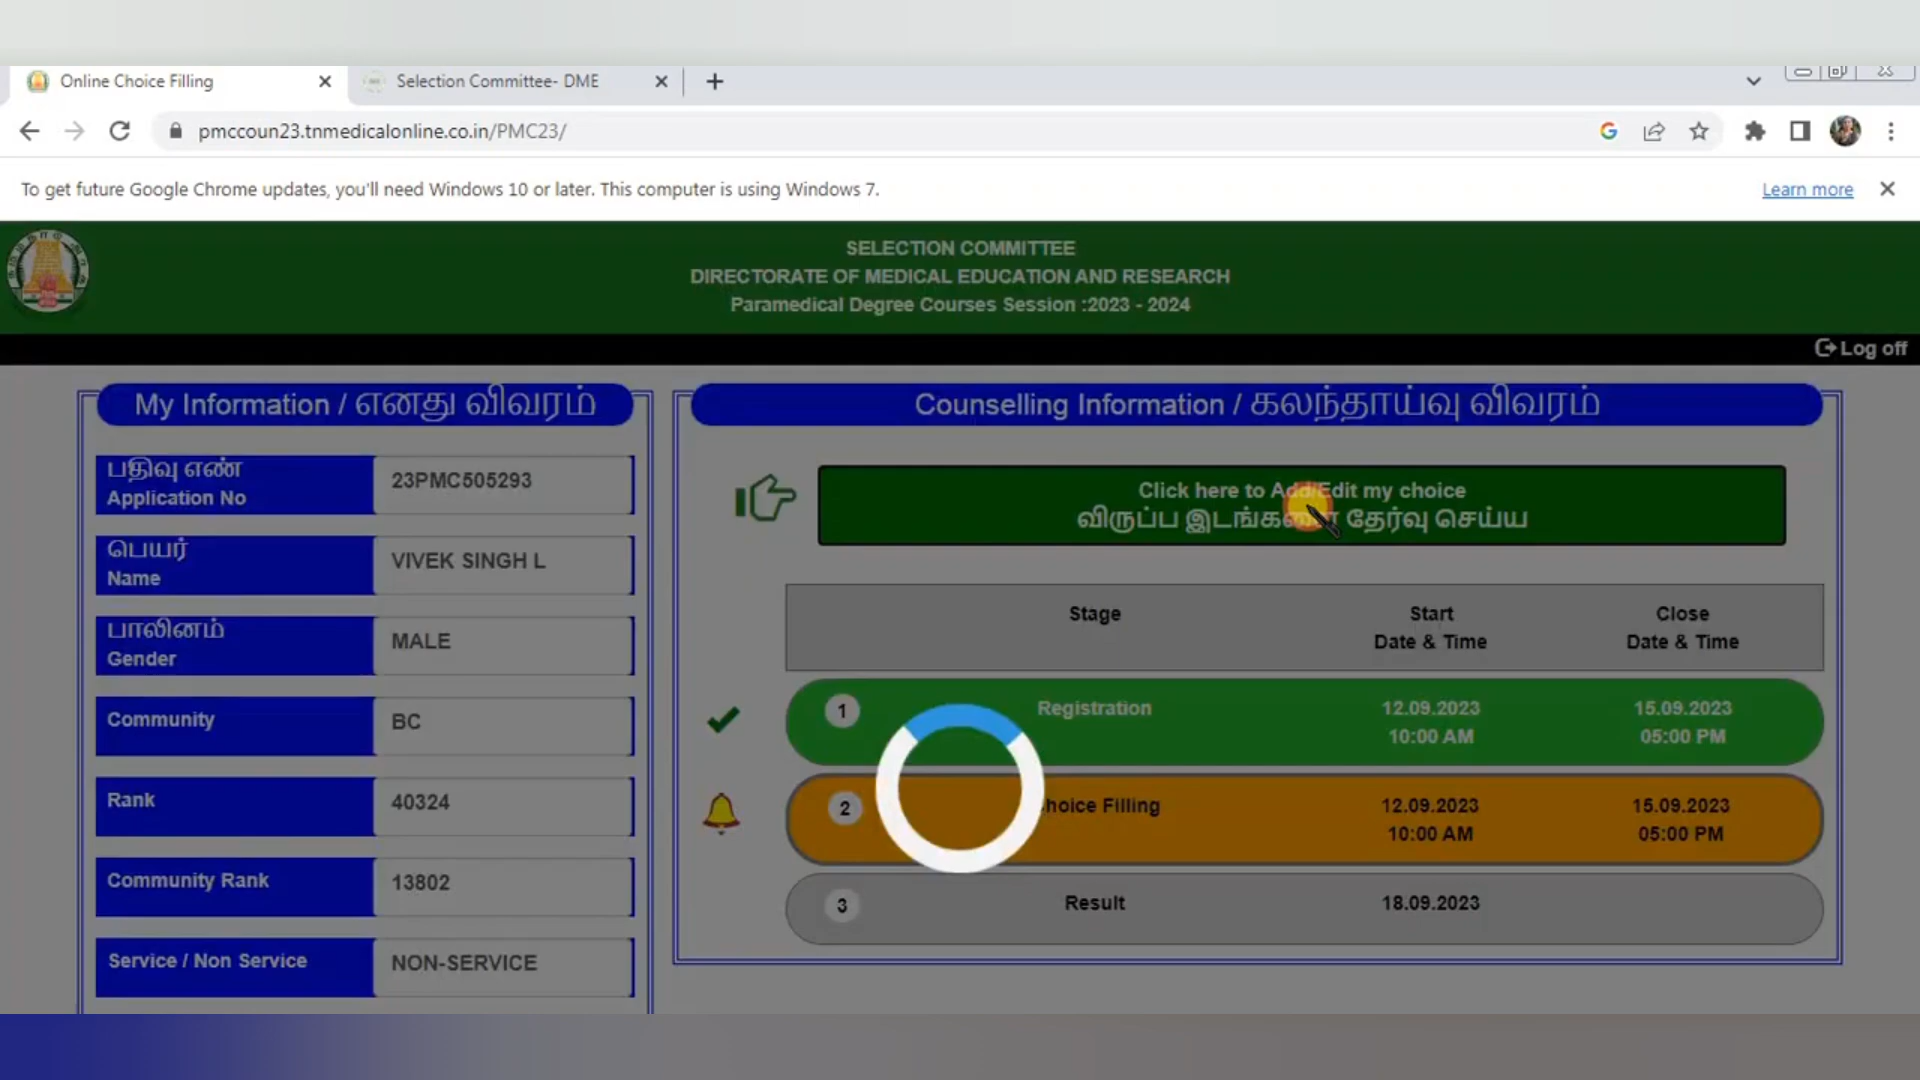 Online Choice Filling
Selection Committee- DME
pmccoun23.tnmedicalonline.co.in/PMC23/
To get future Google Chrome updates, you'll need Windows 10 or later. This computer is using Windows 7.
Learn more
SELECTION COMMITTEE
DIRECTORATE OF MEDICAL EDUCATION AND RESEARCH
Paramedical Degree Courses Session :2023 - 2024
Log off
My Information / எனது விவரம்
பதிவு எண்
Application No
23PMC505293
பெயர்
Name
VIVEK SINGH L
பாலினம்
Gender
MALE
Community
BC
Rank
40324
Community Rank
13802
Service / Non Service
NON-SERVICE
Counselling Information / கலந்தாய்வு விவரம்
Click here to Add/Edit my choice
விருப்ப இடங்களை தேர்வு செய்ய
Stage
Start
Date & Time
Close
Date & Time
1
Registration
12.09.2023
10:00 AM
15.09.2023
05:00 PM
2
hoice Filling
12.09.2023
10:00 AM
15.09.2023
05:00 PM
3
Result
18.09.2023